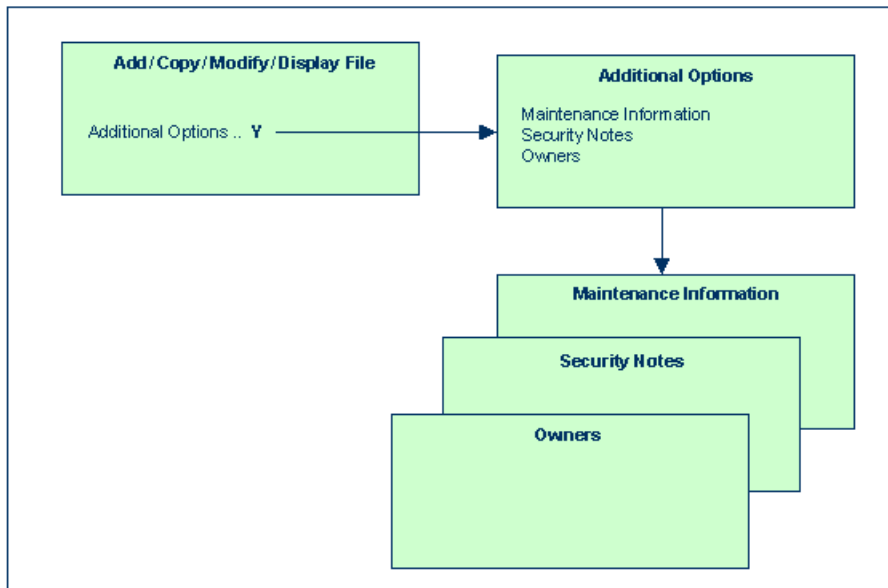 Add/Copy/Modify/Display File
Additional Options .. Y
Additional Options
Maintenance Information
Security Notes
Owners
Maintenance Information
Security Notes
Owners